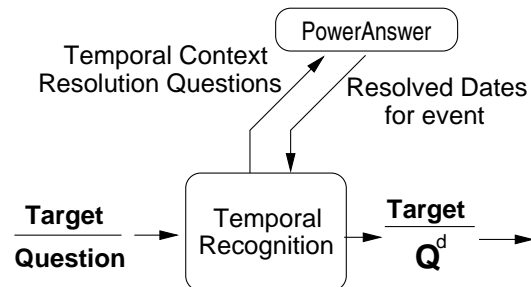 PowerAnswer
Temporal Context
Resolution Questions
Resolved Dates
for event
Target
Question
Temporal
Recognition
Target
Q^d